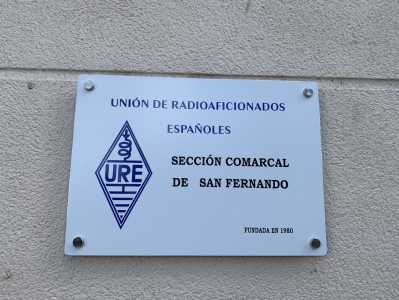 UNIÓN DE RADIOAFICIONADOS
ESPAÑOLES
URE
SECCIÓN COMARCAL
DE SAN FERNANDO
FUNDADA EN 1980